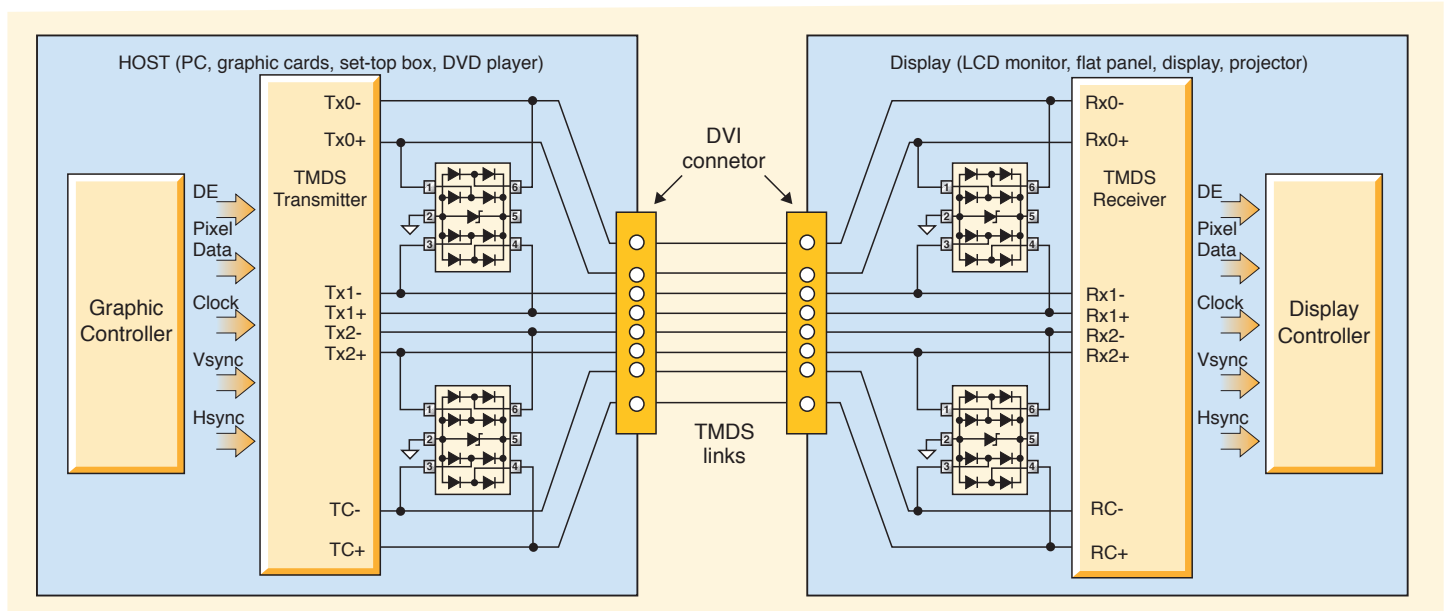 HOST (PC, graphic cards, set-top box, DVD player)
Graphic
Controller
DE
Pixel
Data
Clock
Vsync
Hsync
TMDS
Transmitter
Tx0-
Tx0+
Tx1-
Tx1+
Tx2-
Tx2+
TC-
TC+
1
6
2
5
3
4
1
6
2
5
3
4
DVI
connetor
TMDS
links
Display (LCD monitor, flat panel, display, projector)
1
6
2
5
3
4
1
6
2
5
3
4
Rx0-
Rx0+
TMDS
Receiver
Rx1-
Rx1+
Rx2-
Rx2+
RC-
RC+
DE
Pixel
Data
Clock
Vsync
Hsync
Display
Controller